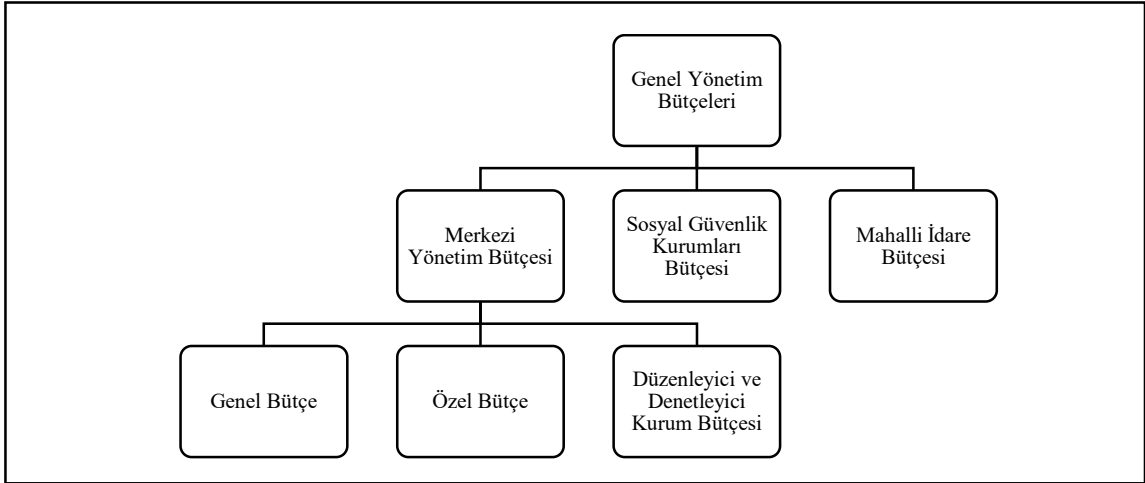 Genel Yönetim
Bütçeleri
Merkezi
Yönetim Bütçesi
Sosyal Güvenlik
Kurumları
Bütçesi
Mahalli İdare
Bütçesi
Genel Bütçe
Özel Bütçe
Düzenleyici ve
Denetleyici
Kurum Bütçesi